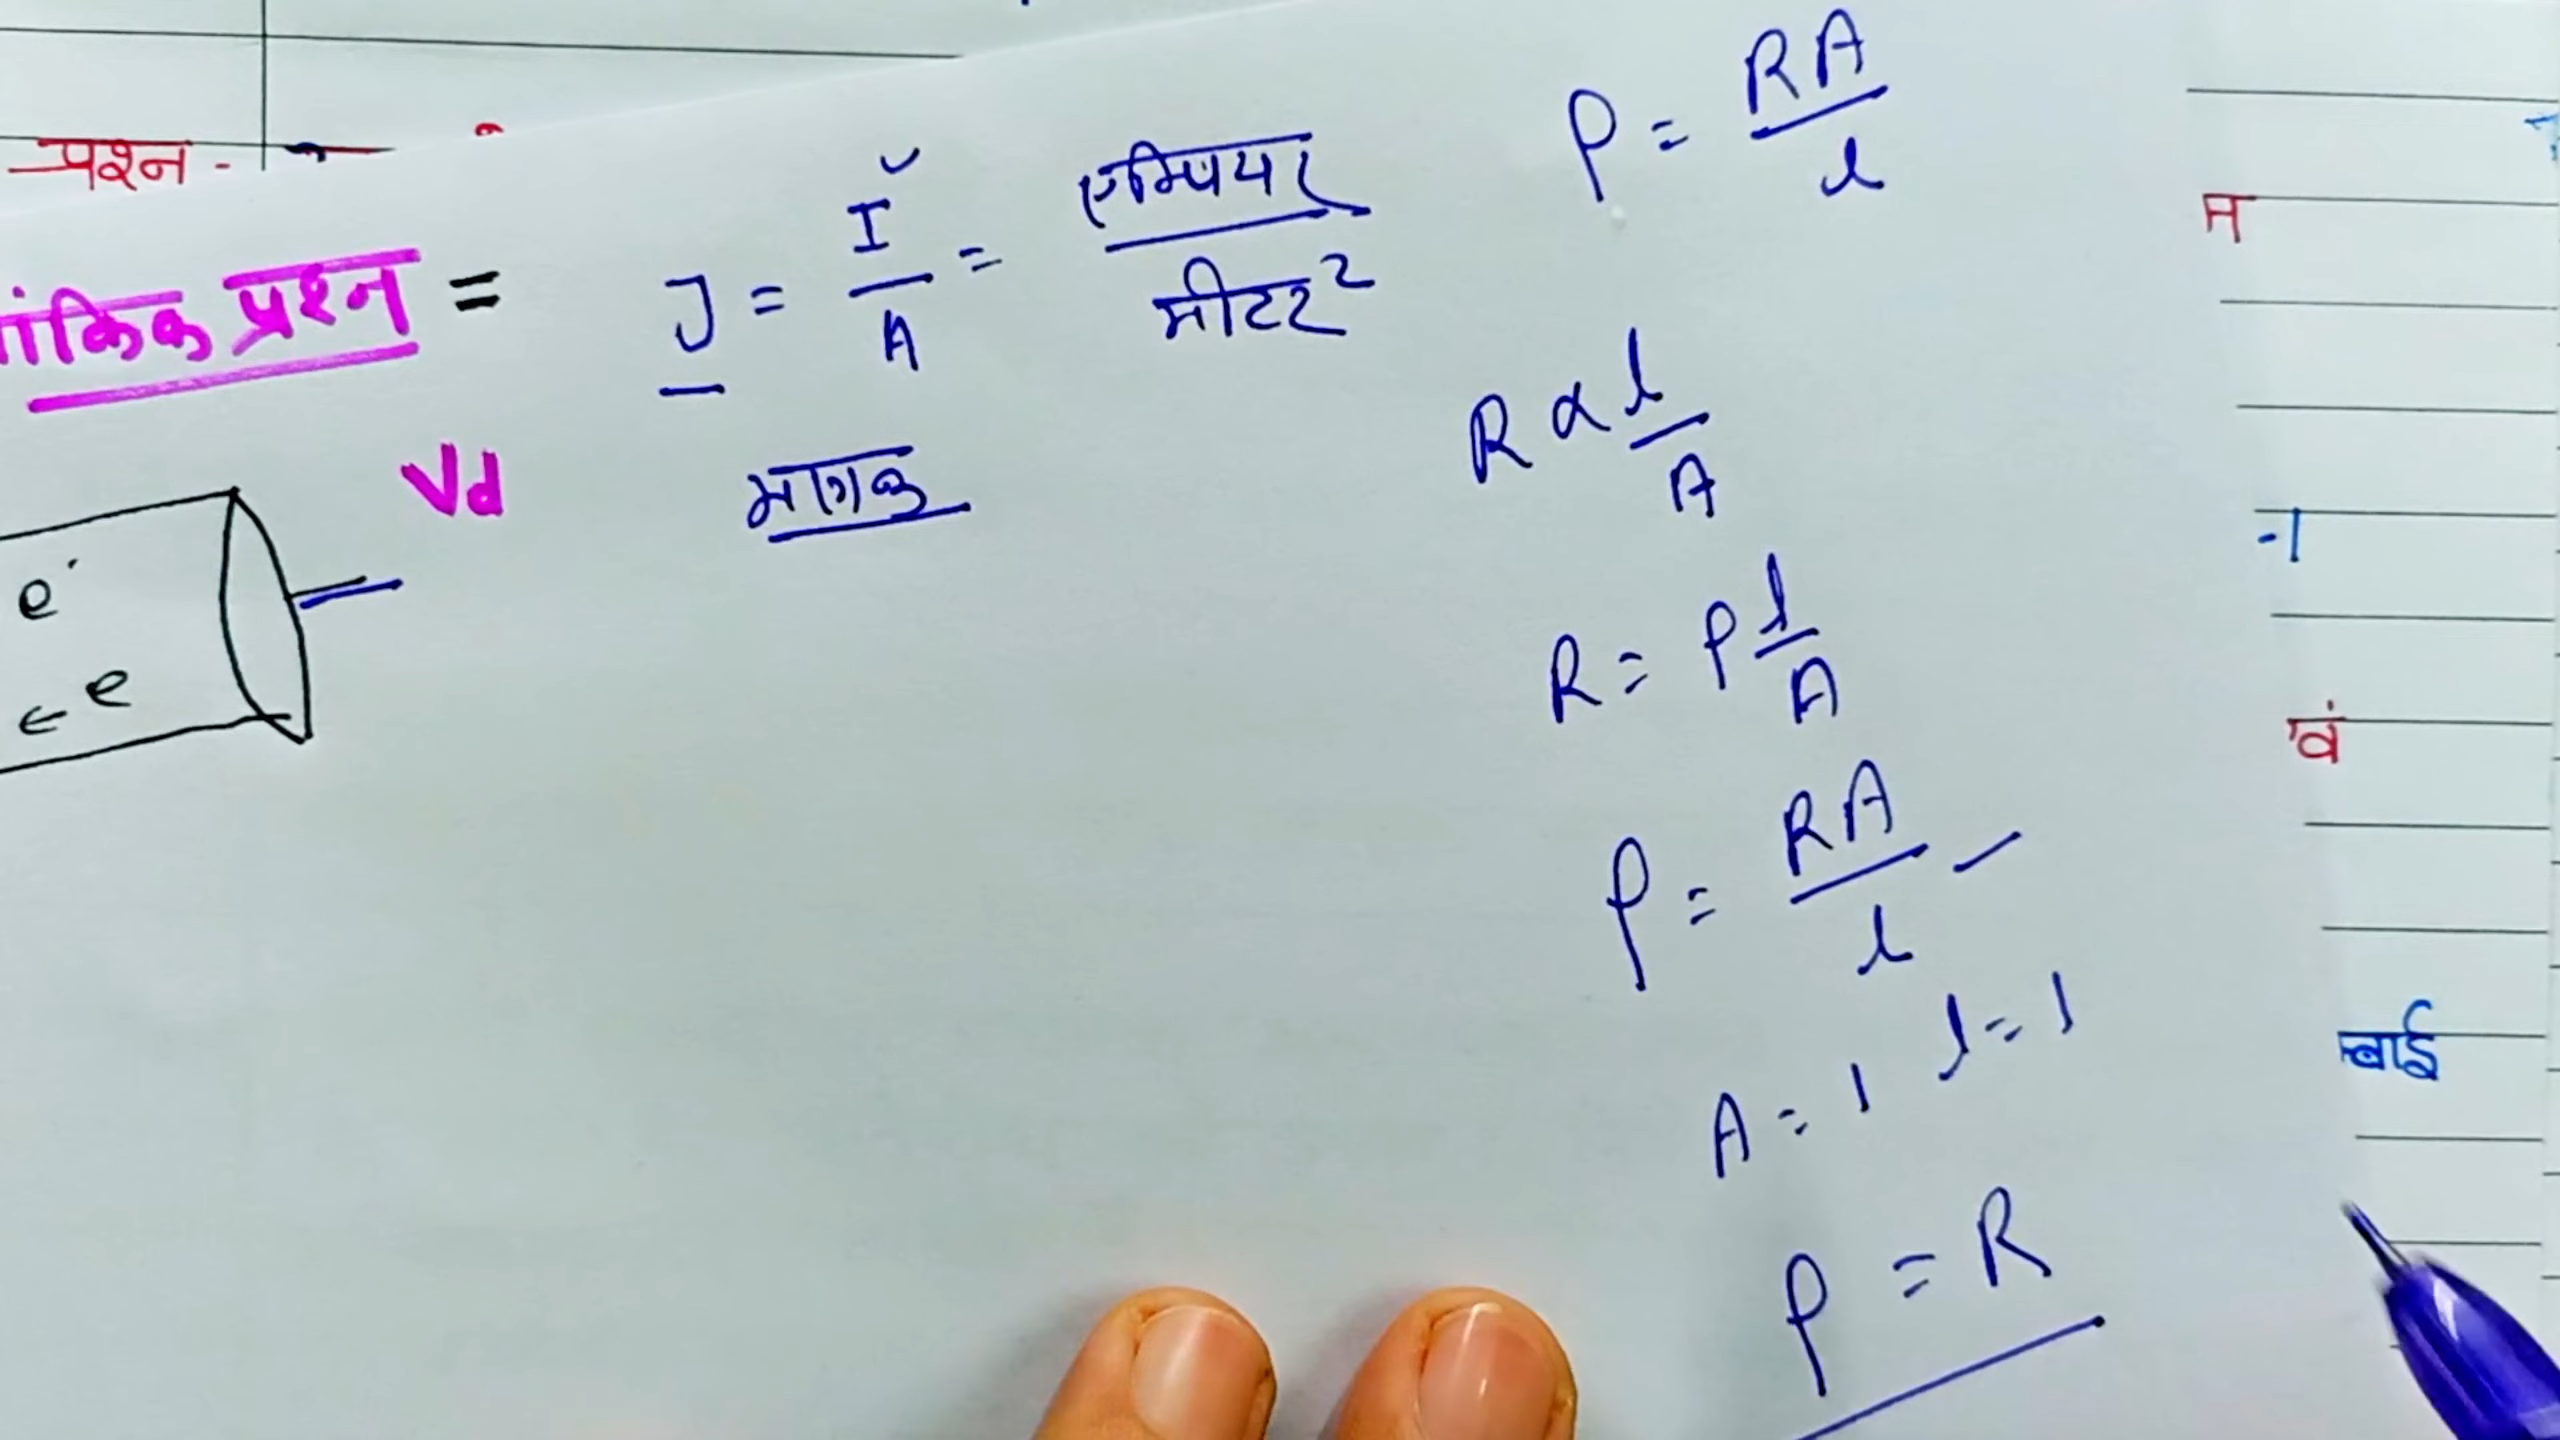 प्रश्न -
ांकिक प्रश्न =
J = I / A = एम्पियर / मीटर²
मात्रक
Vd
e
← e
ρ = RA / l
R ∝ l / A
R = ρ l / A
ρ = RA / l
A = 1 l = 1
ρ = R
न
-1
वं
बाई